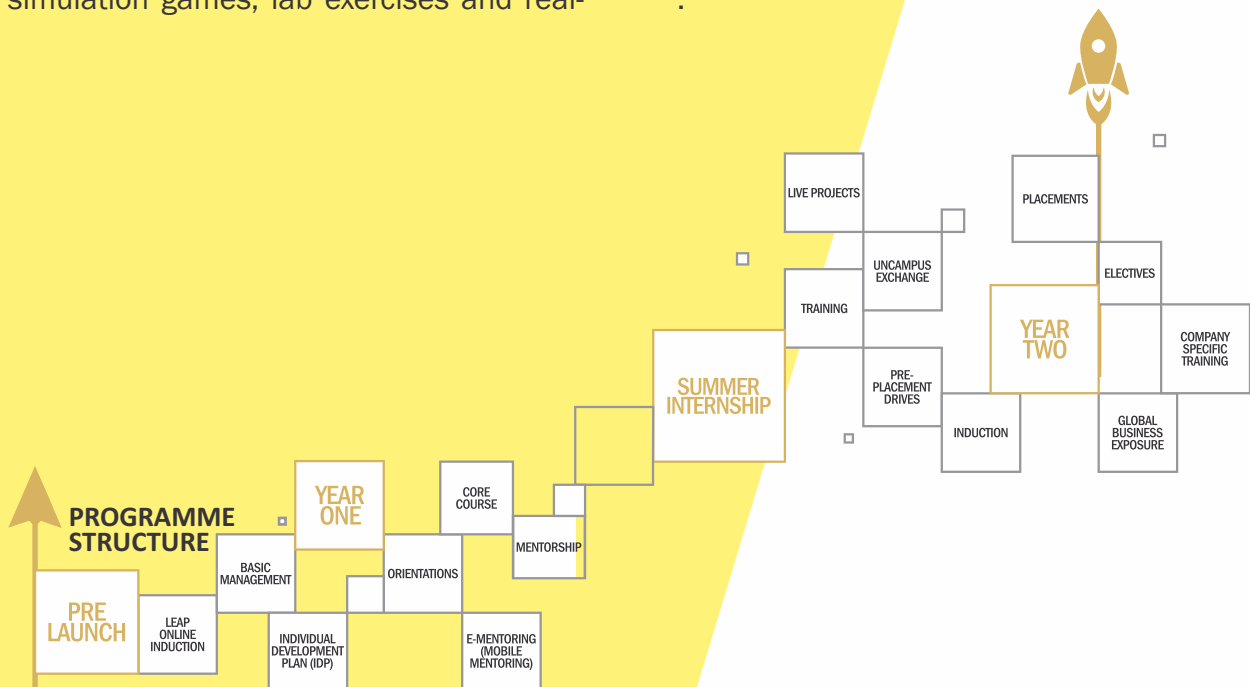 simulation games, lab exercises and real-
.
LIVE PROJECTS
PLACEMENTS
UNCAMPUS
EXCHANGE
ELECTIVES
TRAINING
YEAR
TWO
COMPANY
SPECIFIC
TRAINING
SUMMER
INTERNSHIP
PRE-
PLACEMENT
DRIVES
INDUCTION
GLOBAL
BUSINESS
EXPOSURE
YEAR
ONE
CORE
COURSE
PROGRAMME
STRUCTURE
MENTORSHIP
BASIC
MANAGEMENT
ORIENTATIONS
PRE
LAUNCH
LEAP
ONLINE
INDUCTION
INDIVIDUAL
DEVELOPMENT
PLAN (IDP)
E-MENTORING
(MOBILE
MENTORING)